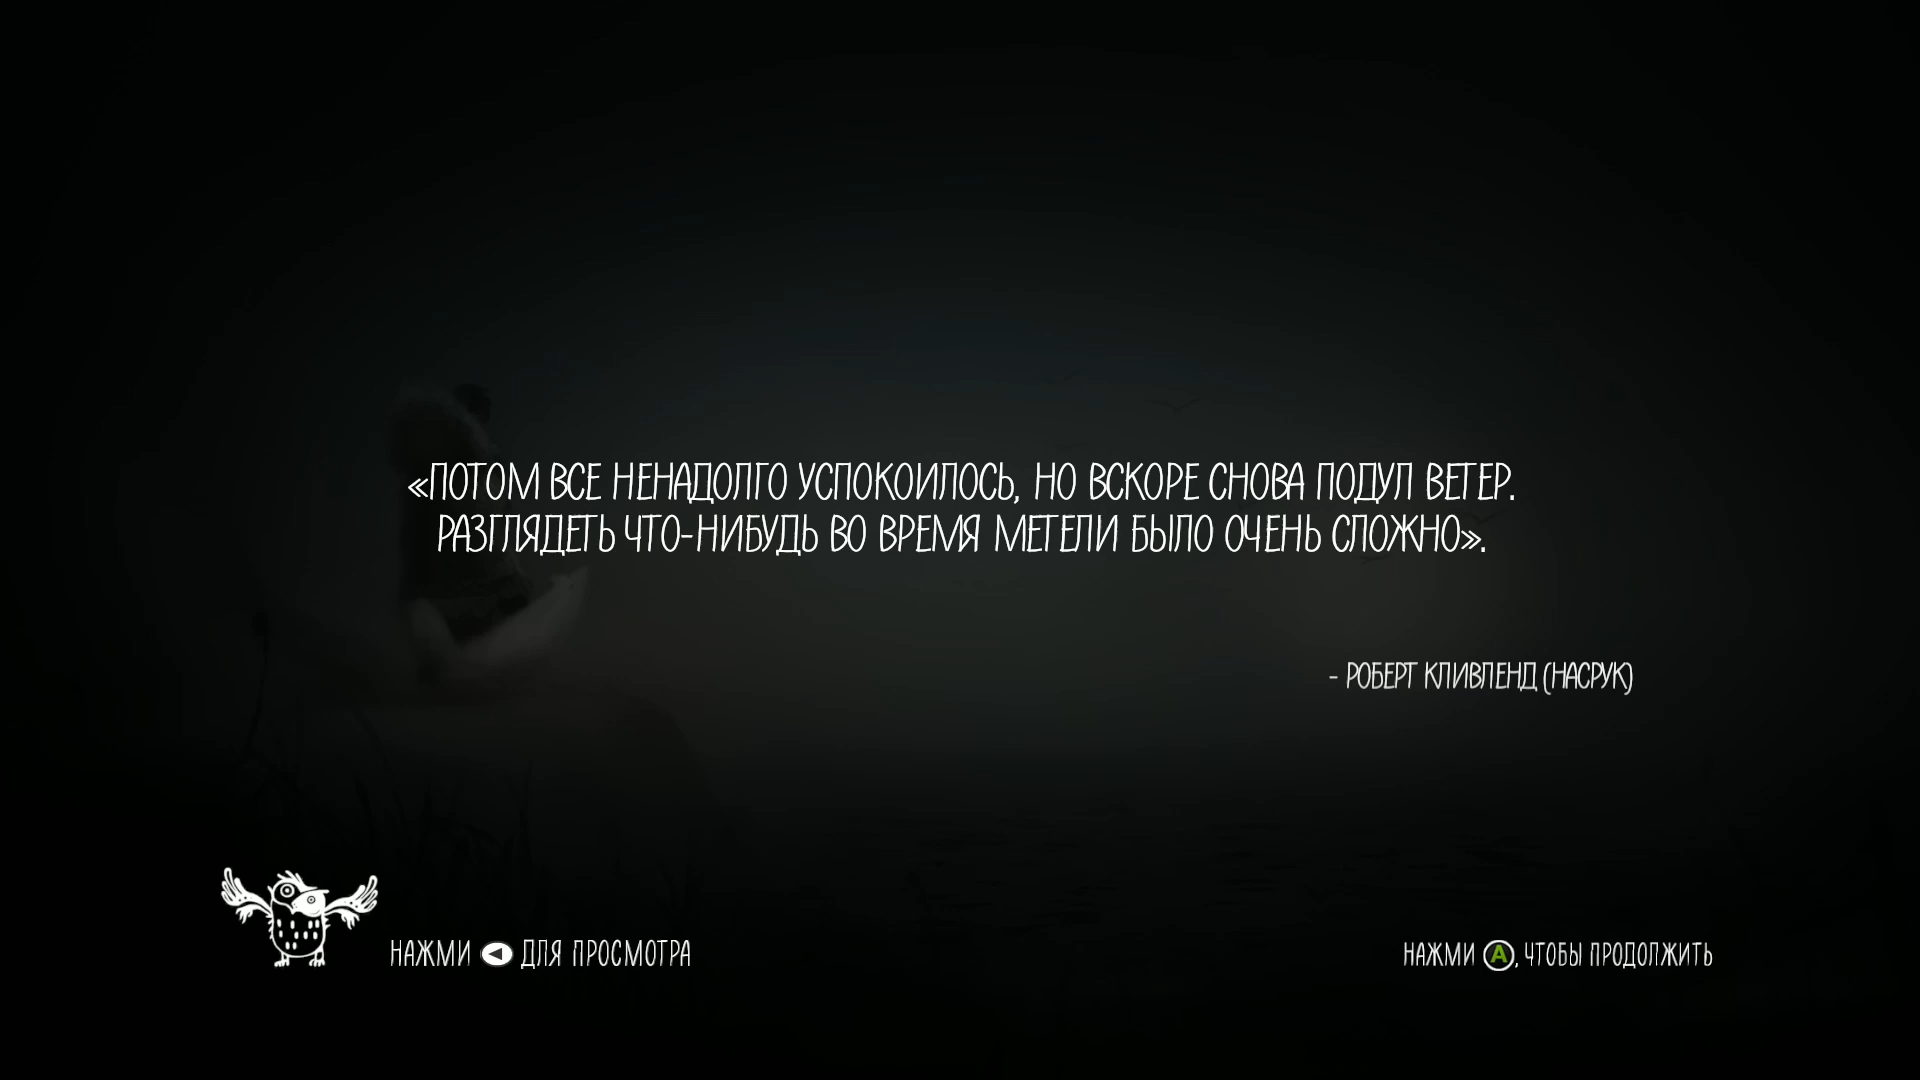 «ПОТОМ ВСЕ НЕНАДОЛГО УСПОКОИЛОСЬ, НО ВСКОРЕ СНОВА ПОДУЛ ВЕТЕР.
РАЗГЛЯДЕТЬ ЧТО-НИБУДЬ ВО ВРЕМЯ МЕТЕЛИ БЫЛО ОЧЕНЬ СЛОЖНО».
- РОБЕРТ КЛИВЛЕНД (НАСРУК)
НАЖМИ ◄ ДЛЯ ПРОСМОТРА
НАЖМИ A, ЧТОБЫ ПРОДОЛЖИТЬ